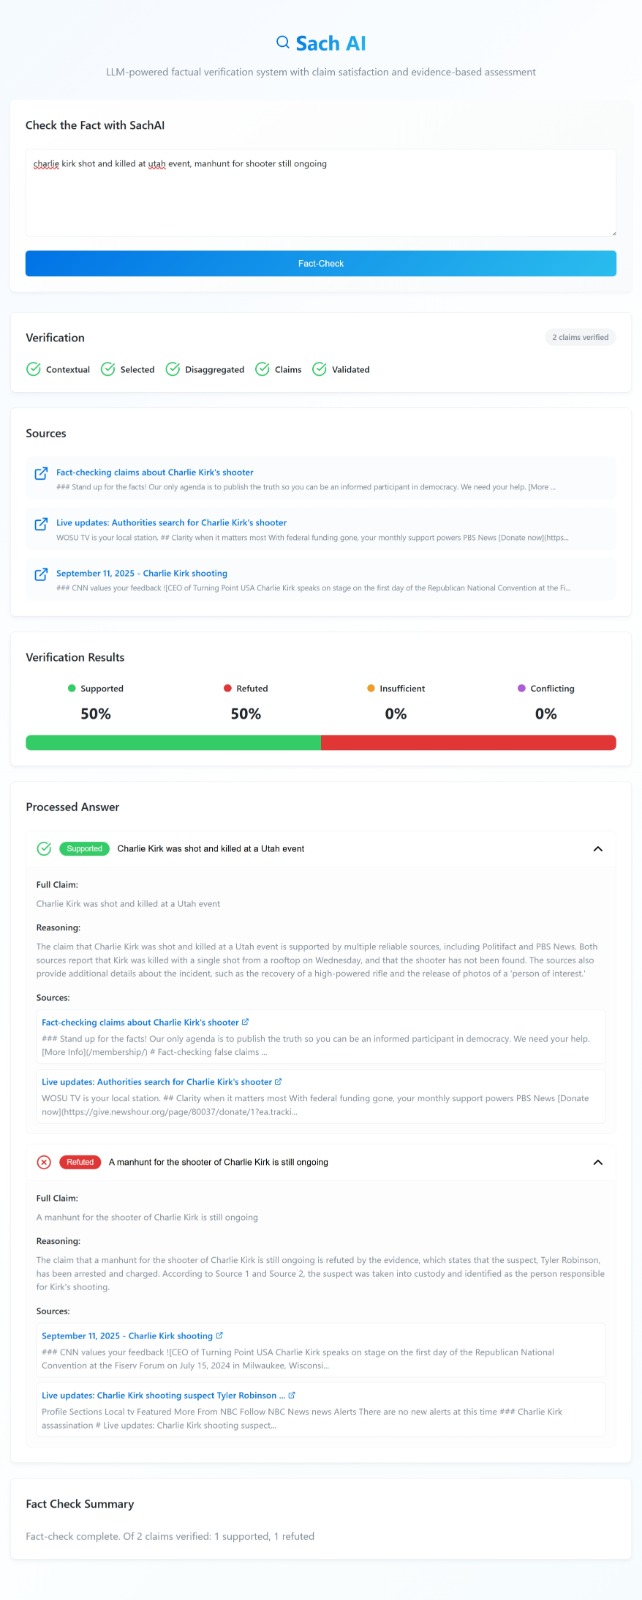 Sach AI
LLM-powered factual verification system with claim satisfaction and evidence-based assessment
Check the Fact with SachAI
charlie kirk shot and killed at utah event, manhunt for shooter still ongoing
Fact-Check
Verification
2 claims verified
Contextual Selected Disaggregated Claims Validated
Sources
Fact-checking claims about Charlie Kirk's shooter
### Stand up for the facts! Our only agenda is to publish the truth so you can be an informed participant in democracy. We need your help. [More ...
Live updates: Authorities search for Charlie Kirk's shooter
WOSU TV is your local station. ## Clarity when it matters most With federal funding gone, your monthly support powers PBS News [Donate now](https...
September 11, 2025 - Charlie Kirk shooting
### CNN values your feedback ![CEO of Turning Point USA Charlie Kirk speaks on stage on the first day of the Republican National Convention at the Fi...
Verification Results
Supported Refuted Insufficient Conflicting
50% 50% 0% 0%
Processed Answer
Supported Charlie Kirk was shot and killed at a Utah event
Full Claim:
Charlie Kirk was shot and killed at a Utah event
Reasoning:
The claim that Charlie Kirk was shot and killed at a Utah event is supported by multiple reliable sources, including Politifact and PBS News. Both
sources report that Kirk was killed with a single shot from a rooftop on Wednesday, and that the shooter has not been found. The sources also
provide additional details about the incident, such as the recovery of a high-powered rifle and the release of photos of a 'person of interest.'
Sources:
Fact-checking claims about Charlie Kirk's shooter
### Stand up for the facts! Our only agenda is to publish the truth so you can be an informed participant in democracy. We need your help.
[More Info](/membership/) # Fact-checking false claims ...
Live updates: Authorities search for Charlie Kirk's shooter
WOSU TV is your local station. ## Clarity when it matters most With federal funding gone, your monthly support powers PBS News [Donate
now](https://give.newshour.org/page/80037/donate/1?ea.tracki...
Refuted A manhunt for the shooter of Charlie Kirk is still ongoing
Full Claim:
A manhunt for the shooter of Charlie Kirk is still ongoing
Reasoning:
The claim that a manhunt for the shooter of Charlie Kirk is still ongoing is refuted by the evidence, which states that the suspect, Tyler Robinson,
has been arrested and charged. According to Source 1 and Source 2, the suspect was taken into custody and identified as the person responsible
for Kirk's shooting.
Sources:
September 11, 2025 - Charlie Kirk shooting
### CNN values your feedback ![CEO of Turning Point USA Charlie Kirk speaks on stage on the first day of the Republican National
Convention at the Fiserv Forum on July 15, 2024 in Milwaukee, Wisconsi...
Live updates: Charlie Kirk shooting suspect Tyler Robinson ...
Profile Sections Local tv Featured More From NBC Follow NBC News news Alerts There are no new alerts at this time ### Charlie Kirk
assassination # Live updates: Charlie Kirk shooting suspect...
Fact Check Summary
Fact-check complete. Of 2 claims verified: 1 supported, 1 refuted